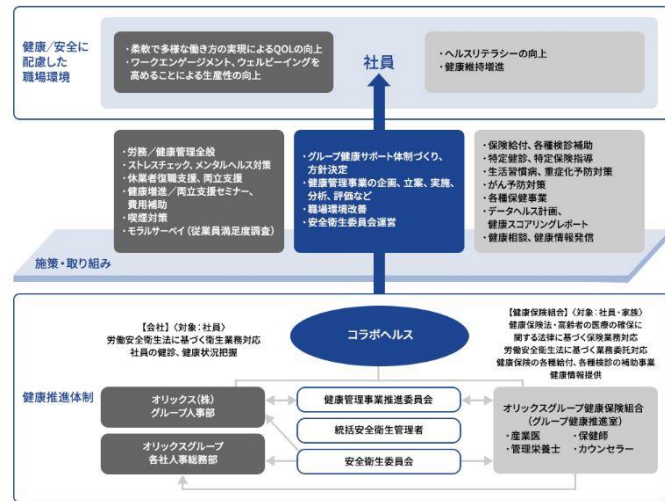 健康/安全に
配慮した
職場環境
・柔軟で多様な働き方の実現によるQOLの向上
・ワークエンゲージメント、ウェルビーイングを
高めることによる生産性の向上
社員
・ヘルスリテラシーの向上
・健康維持増進
・労務/健康管理全般
・ストレスチェック、メンタルヘルス対策
・休業者復職支援、両立支援
・健康増進/両立支援セミナー、
費用補助
・喫煙対策
・モラルサーベイ(従業員満足度調査)
・グループ健康サポート体制づくり、
方針決定
・健康管理事業の企画、立案、実施、
分析、評価など
・職場環境改善
・安全衛生委員会運営
・保険給付、各種検診補助
・特定健診、特定保険指導
・生活習慣病、重症化予防対策
・がん予防対策
・各種保健事業
・データヘルス計画、
健康スコアリングレポート
・健康相談、健康情報発信
施策・取り組み
【会社】〈対象:社員〉
労働安全衛生法に基づく衛生業務対応
社員の健診、健康状況把握
コラボヘルス
【健康保険組合】〈対象:社員・家族〉
健康保険法・高齢者の医療の確保に
関する法律に基づく保険業務対応
労働安全衛生法に基づく業務委託対応
健康保険の各種給付、各種検診の補助事業
健康情報提供
健康推進体制
オリックス(株)
グループ人事部
オリックスグループ
各社人事総務部
健康管理事業推進委員会
統括安全衛生管理者
安全衛生委員会
オリックスグループ健康保険組合
(グループ健康推進室)
・産業医 ・保健師
・管理栄養士 ・カウンセラー